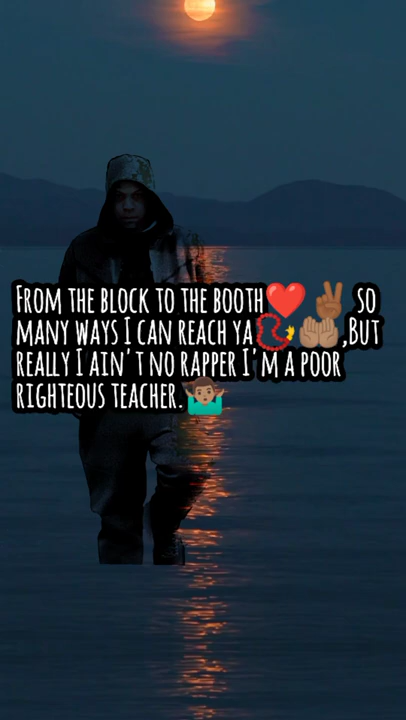 From the block to the booth❤️ ✌🏾 so
many ways I can reach ya📿🤲🏽,But
really I ain't no rapper I'm a poor
righteous teacher.🤷🏽‍♂️